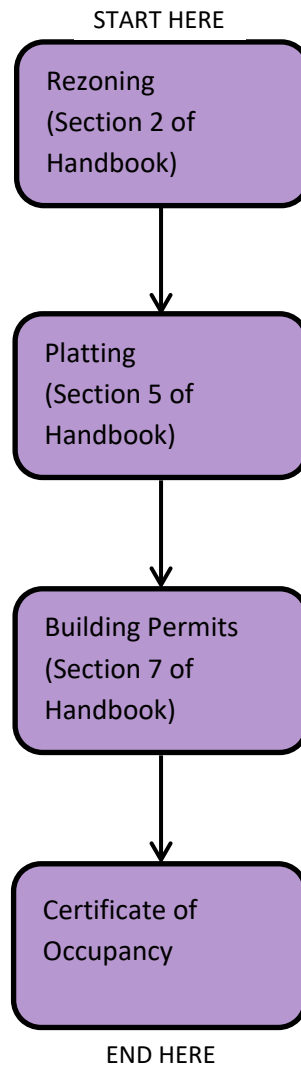 START HERE
Rezoning
(Section 2 of
Handbook)
Platting
(Section 5 of
Handbook)
Building Permits
(Section 7 of
Handbook)
Certificate of
Occupancy
END HERE